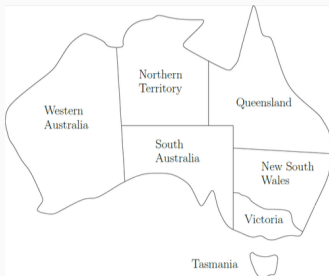 Northern
Territory
Western
Australia
Queensland
South
Australia
New South
Wales
Victoria
Tasmania